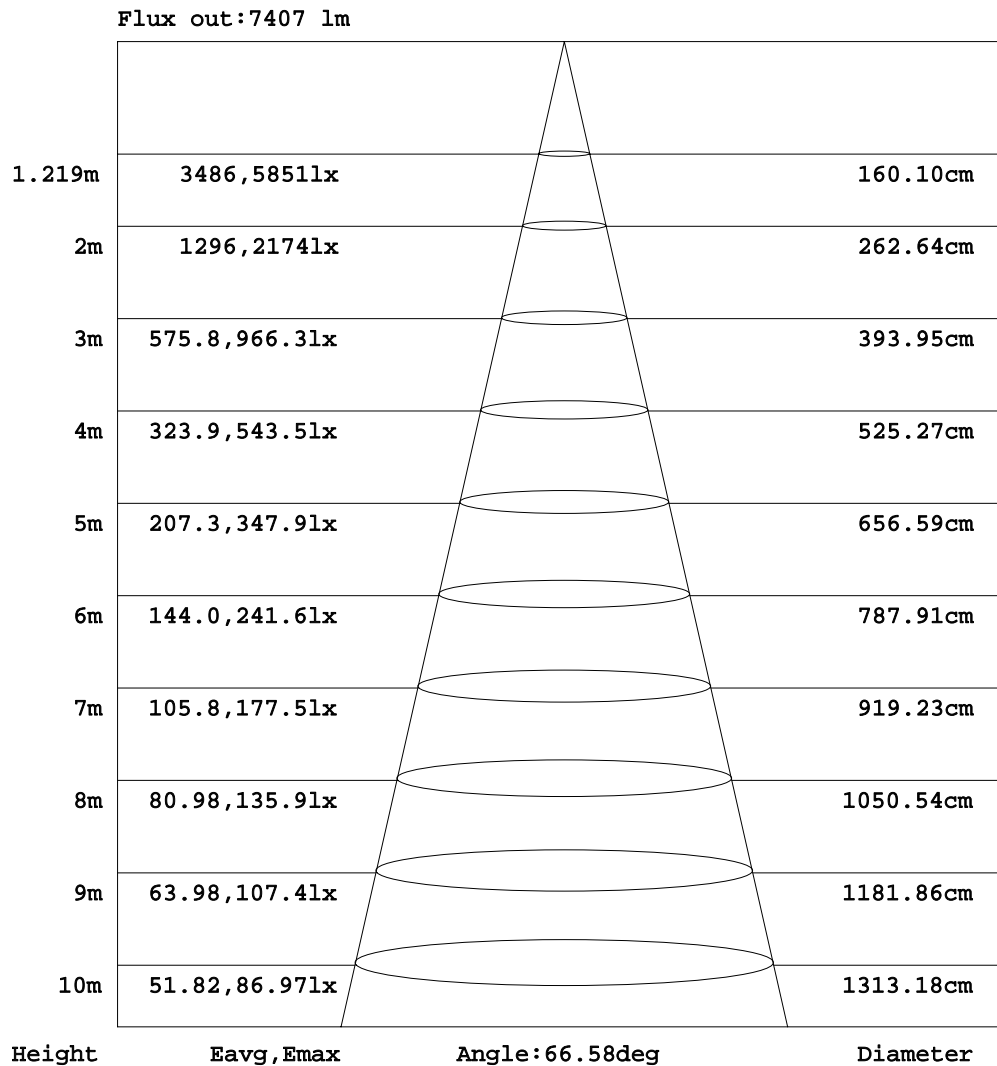 Flux out:7407 lm
1.219m 3486,5851lx 160.10cm
2m 1296,2174lx 262.64cm
3m 575.8,966.3lx 393.95cm
4m 323.9,543.5lx 525.27cm
5m 207.3,347.9lx 656.59cm
6m 144.0,241.6lx 787.91cm
7m 105.8,177.5lx 919.23cm
8m 80.98,135.9lx 1050.54cm
9m 63.98,107.4lx 1181.86cm
10m 51.82,86.97lx 1313.18cm
Height Eavg,Emax Angle:66.58deg Diameter